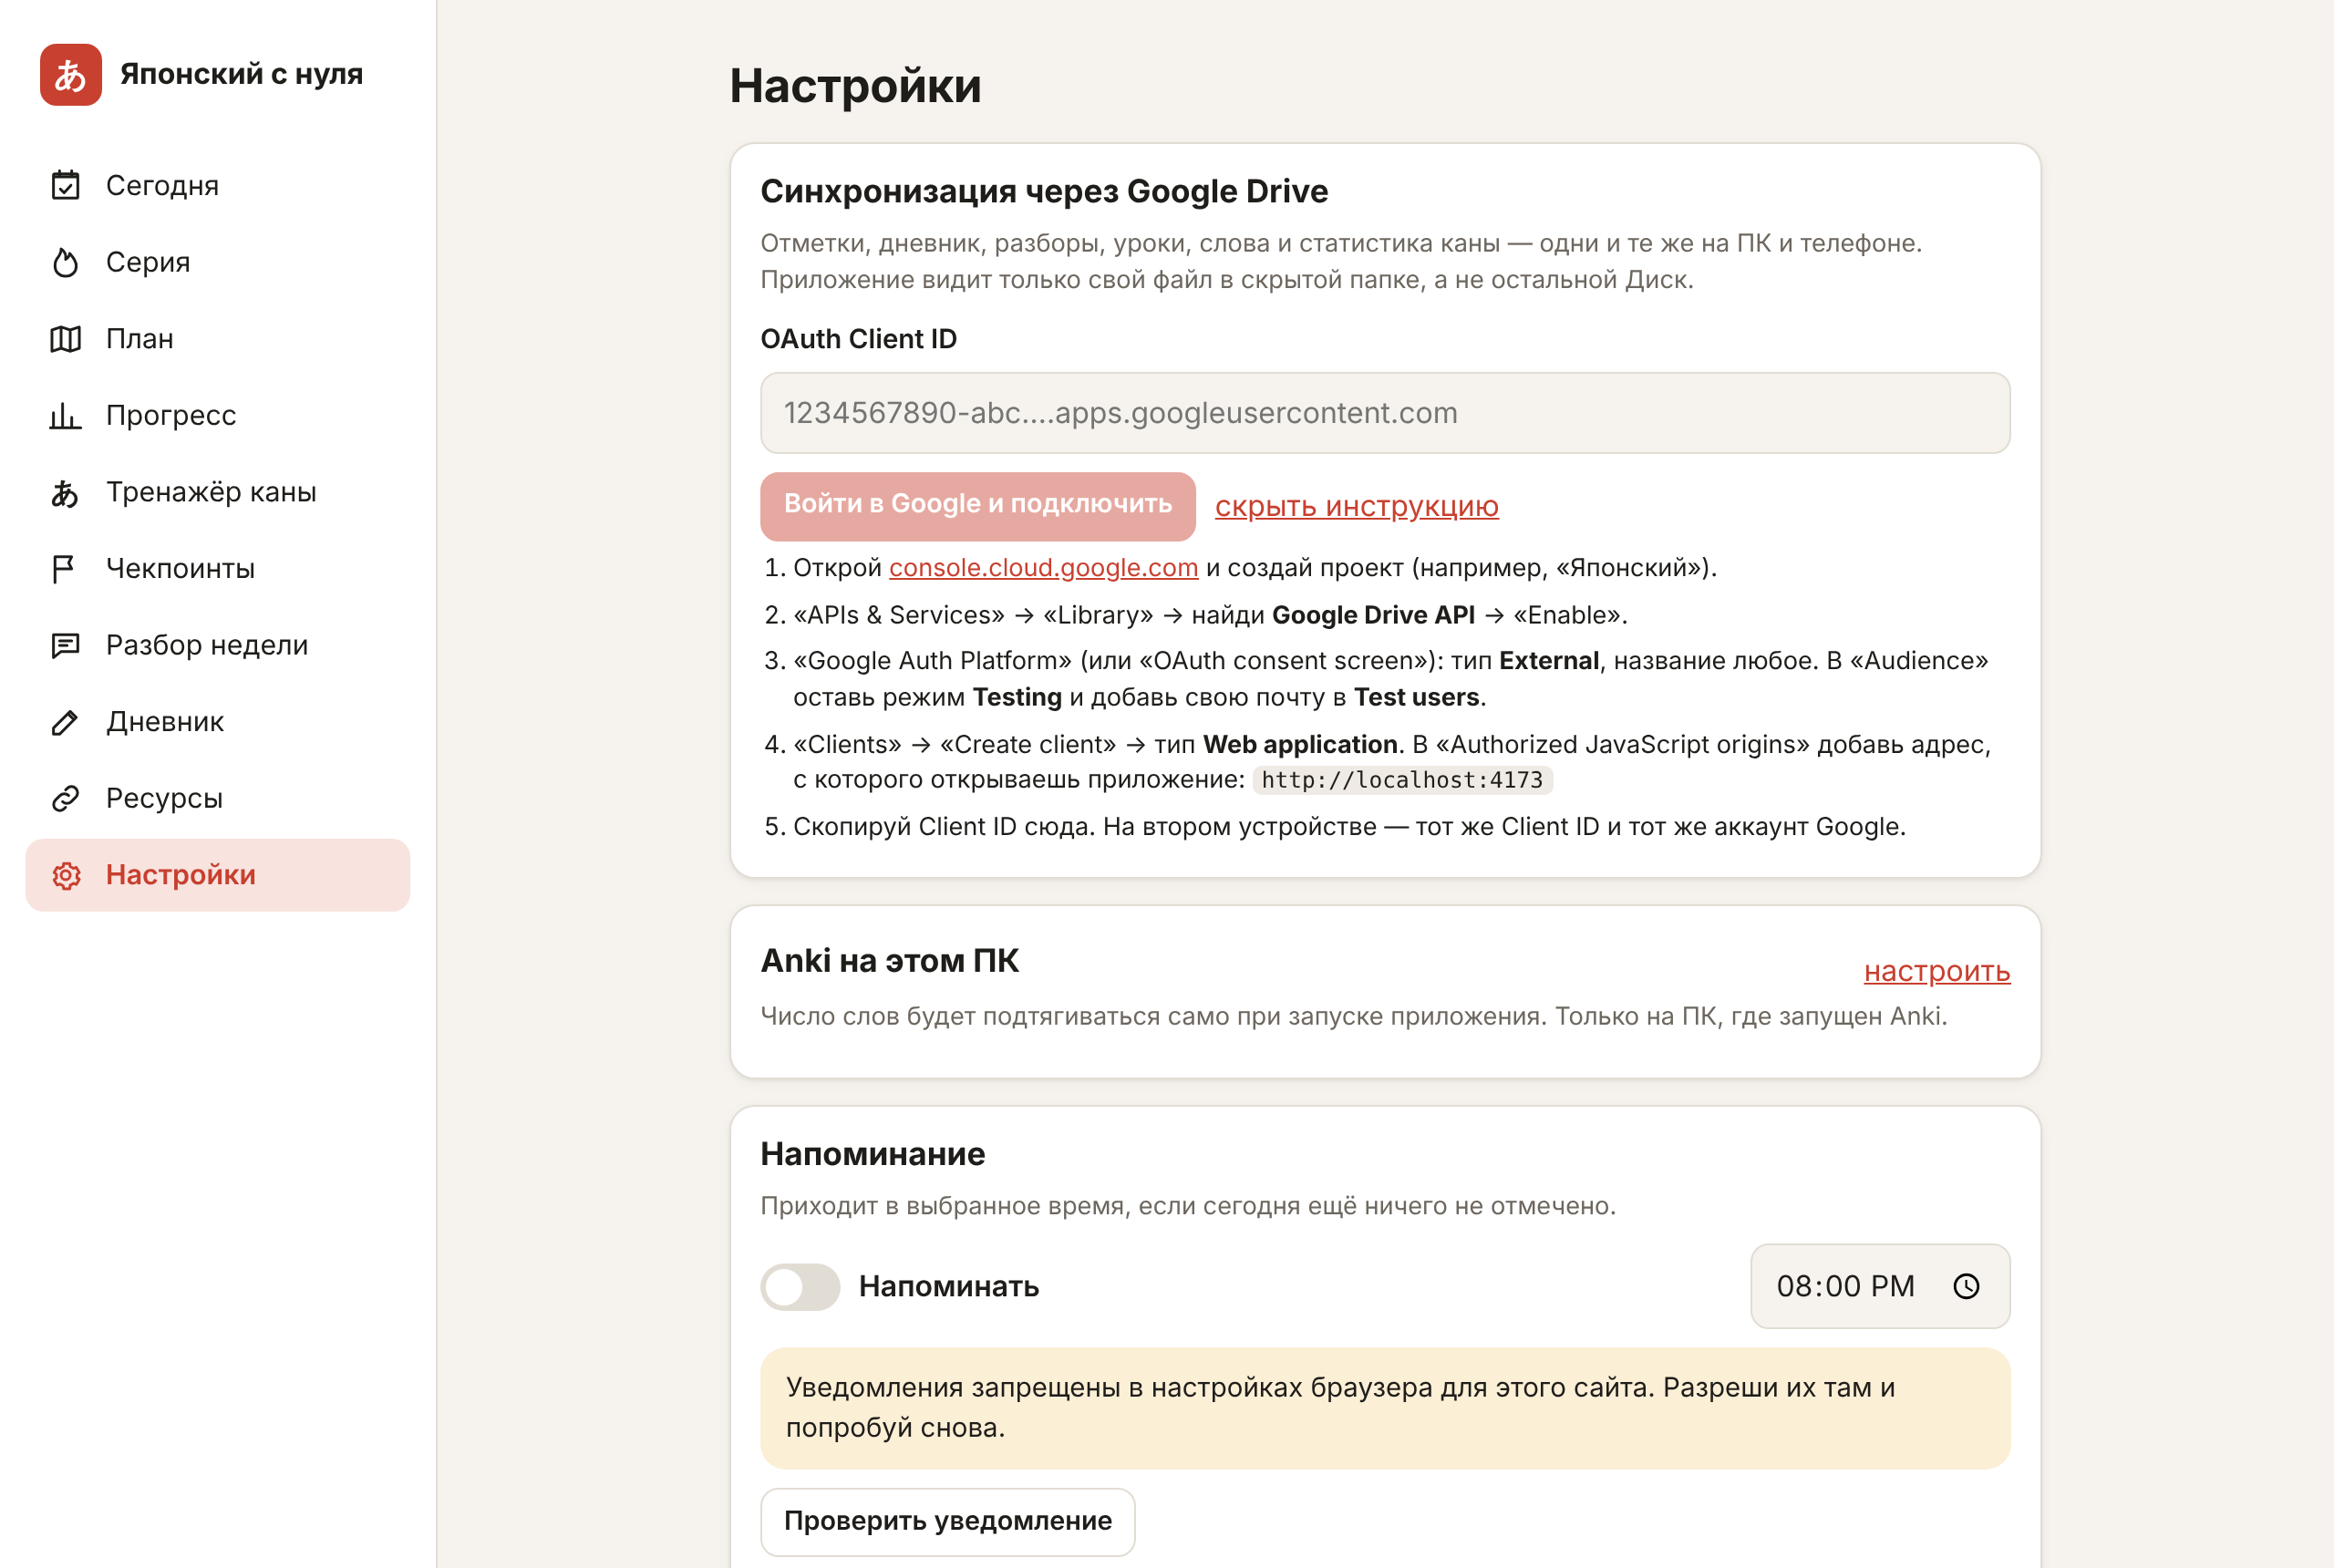 あ Японский с нуля
Сегодня
Серия
План
Прогресс
あ Тренажёр каны
Чекпоинты
Разбор недели
Дневник
Ресурсы
Настройки
Настройки
Синхронизация через Google Drive
Отметки, дневник, разборы, уроки, слова и статистика каны — одни и те же на ПК и телефоне.
Приложение видит только свой файл в скрытой папке, а не остальной Диск.
OAuth Client ID
1234567890-abc....apps.googleusercontent.com
Войти в Google и подключить скрыть инструкцию
1. Открой console.cloud.google.com и создай проект (например, «Японский»).
2. «APIs & Services» → «Library» → найди Google Drive API → «Enable».
3. «Google Auth Platform» (или «OAuth consent screen»): тип External, название любое. В «Audience»
оставь режим Testing и добавь свою почту в Test users.
4. «Clients» → «Create client» → тип Web application. В «Authorized JavaScript origins» добавь адрес,
с которого открываешь приложение: http://localhost:4173
5. Скопируй Client ID сюда. На втором устройстве — тот же Client ID и тот же аккаунт Google.
Anki на этом ПК
настроить
Число слов будет подтягиваться само при запуске приложения. Только на ПК, где запущен Anki.
Напоминание
Приходит в выбранное время, если сегодня ещё ничего не отмечено.
Напоминать 08:00 PM
Уведомления запрещены в настройках браузера для этого сайта. Разреши их там и
попробуй снова.
Проверить уведомление